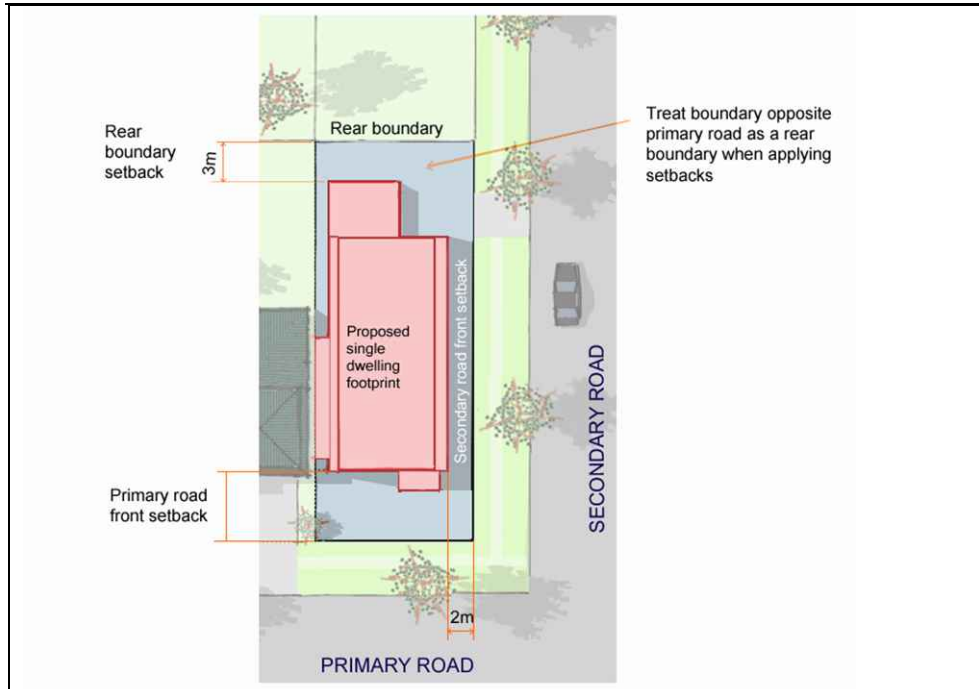 Rear boundary
Rear
boundary
setback
3m
Treat boundary opposite
primary road as a rear
boundary when applying
setbacks
Proposed
single
dwelling
footprint
Secondary road front setback
SECONDARY ROAD
Primary road
front setback
2m
PRIMARY ROAD